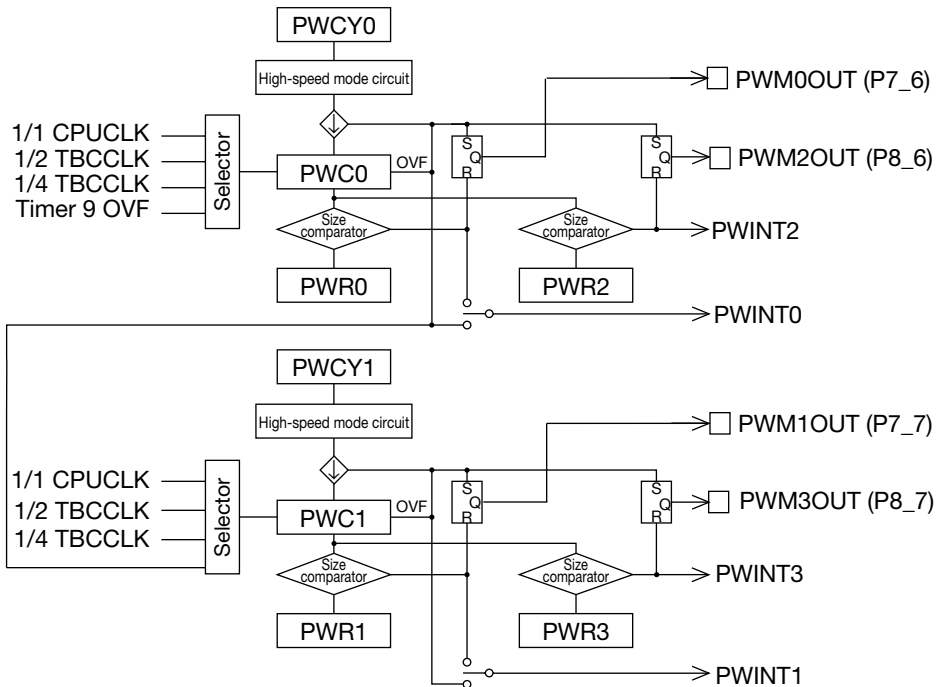 PWCY0
High-speed mode circuit
PWM0OUT (P7_6)
1/1 CPUCLK
1/2 TBCCLK
1/4 TBCCLK
Timer 9 OVF
Selector
PWC0
OVF
S
Q
R
S
Q
R
PWM2OUT (P8_6)
Size
comparator
Size
comparator
PWINT2
PWR0
PWR2
PWINT0
PWCY1
High-speed mode circuit
PWM1OUT (P7_7)
1/1 CPUCLK
1/2 TBCCLK
1/4 TBCCLK
Selector
PWC1
OVF
S
Q
R
S
Q
R
PWM3OUT (P8_7)
Size
comparator
Size
comparator
PWINT3
PWR1
PWR3
PWINT1